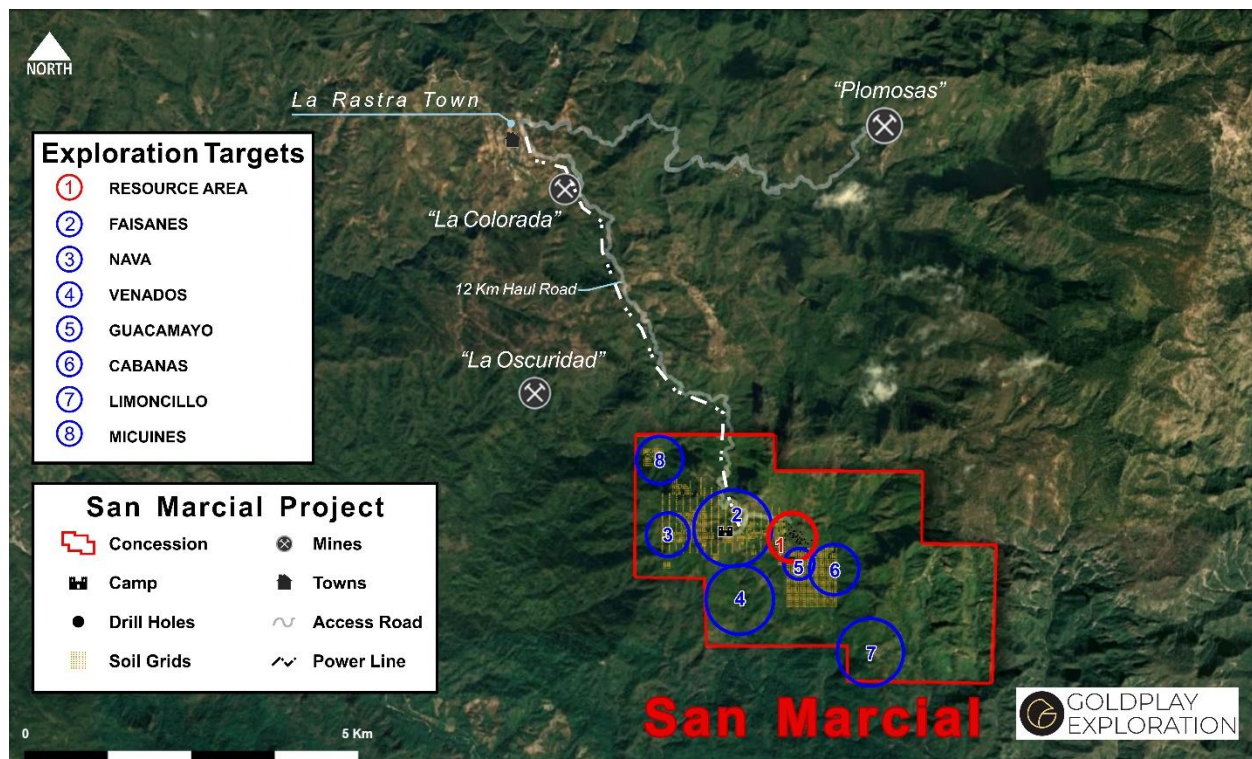 NORTH
La Rastra Town
"Plomosas"
Exploration Targets
1 RESOURCE AREA
2 FAISANES
3 NAVA
4 VENADOS
5 GUACAMAYO
6 CABANAS
7 LIMONCILLO
8 MICUINES
"La Colorada"
12 Km Haul Road
"La Oscuridad"
San Marcial Project
Concession
Mines
Camp
Towns
Drill Holes
Access Road
Soil Grids
Power Line
8
2
3
1
5
6
4
7
San Marcial
GOLDPLAY
EXPLORATION
0
5 Km